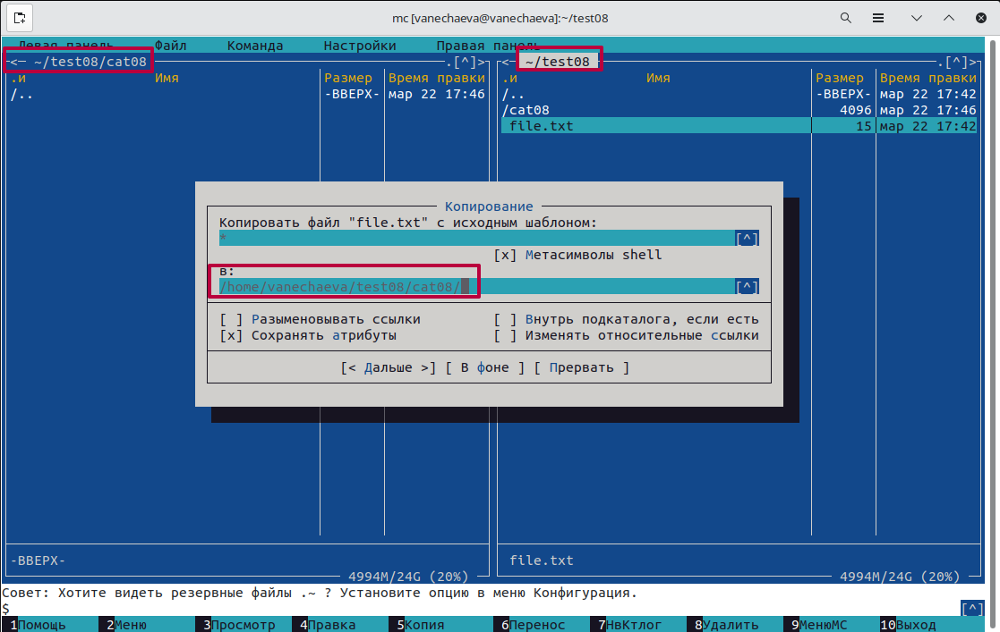 mc [vanechaeva@vanechaeva]:~/test08
Левая панель Файл Команда Настройки Правая панель
<— ~/test08/cat08 .[^]> <— ~/test08 .[^]>
.и Имя Размер Время правки .и Имя Размер Время правки
/.. -ВВЕРХ- мар 22 17:46 /.. -ВВЕРХ- мар 22 17:42
/cat08 4096 мар 22 17:46
file.txt 15 мар 22 17:42
Копирование
Копировать файл "file.txt" с исходным шаблоном:
* [^]
[x] Метасимволы shell
в:
/home/vanechaeva/test08/cat08/ [^]
[ ] Разыменовывать ссылки [ ] Внутрь подкаталога, если есть
[x] Сохранять атрибуты [ ] Изменять относительные ссылки
[< Дальше >] [ В фоне ] [ Прервать ]
-ВВЕРХ- file.txt
4994M/24G (20%) 4994M/24G (20%)
Совет: Хотите видеть резервные файлы .~ ? Установите опцию в меню Конфигурация.
$ [^]
1Помощь 2Меню 3Просмотр 4Правка 5Копия 6Перенос 7НвКтлог 8Удалить 9МенюМС 10Выход